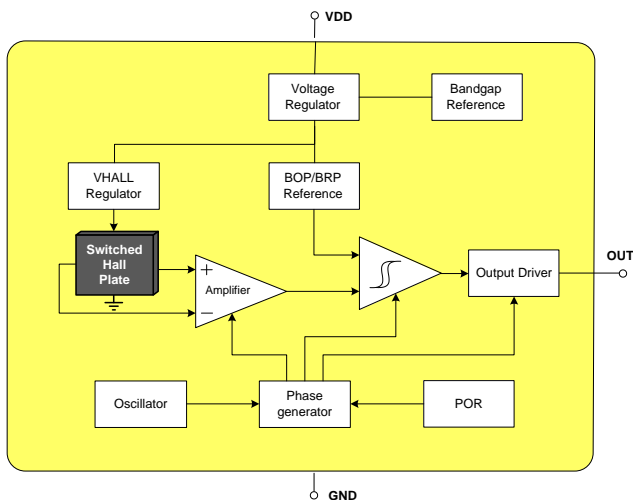 VDD
Voltage
Regulator
Bandgap
Reference
VHALL
Regulator
BOP/BRP
Reference
Switched
Hall
Plate
+
Amplifier
−
Output Driver
OUT
Oscillator
Phase
generator
POR
GND